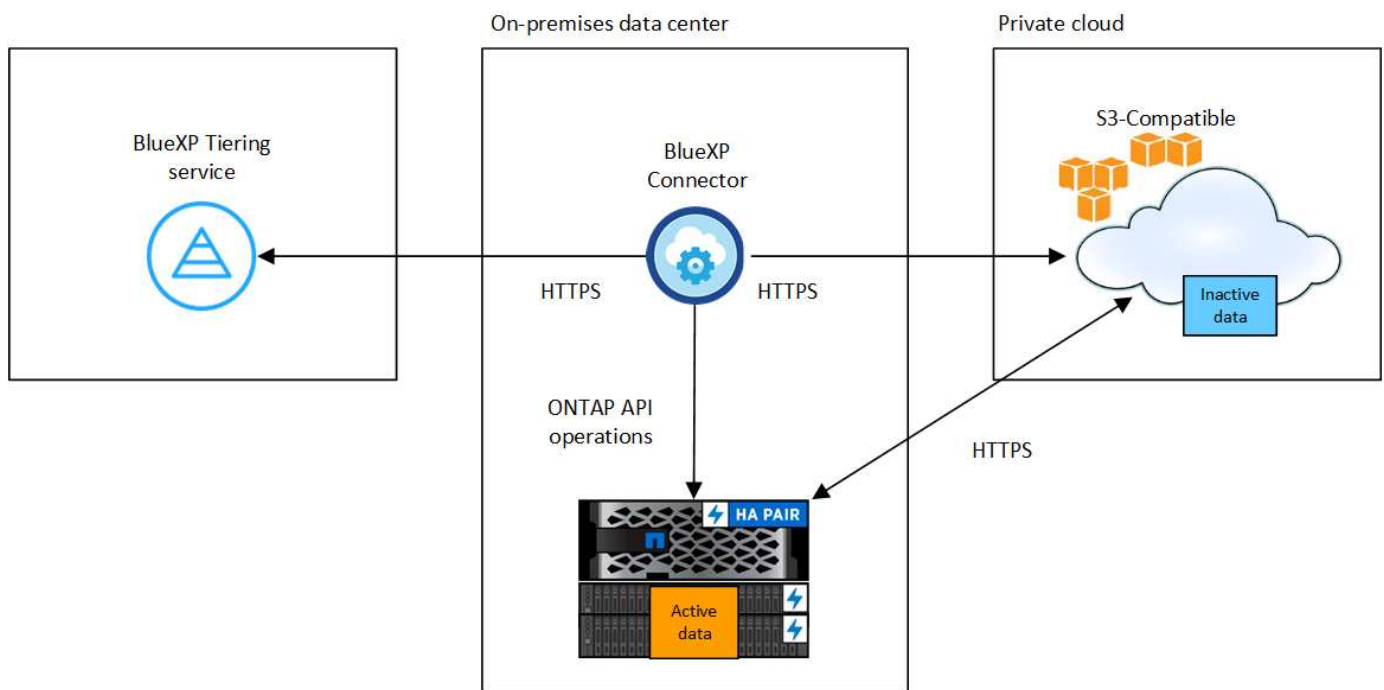 On-premises data center
Private cloud
BlueXP Tiering
service
BlueXP
Connector
S3-Compatible
HTTPS
HTTPS
Inactive
data
ONTAP API
operations
HTTPS
HA PAIR
Active
data